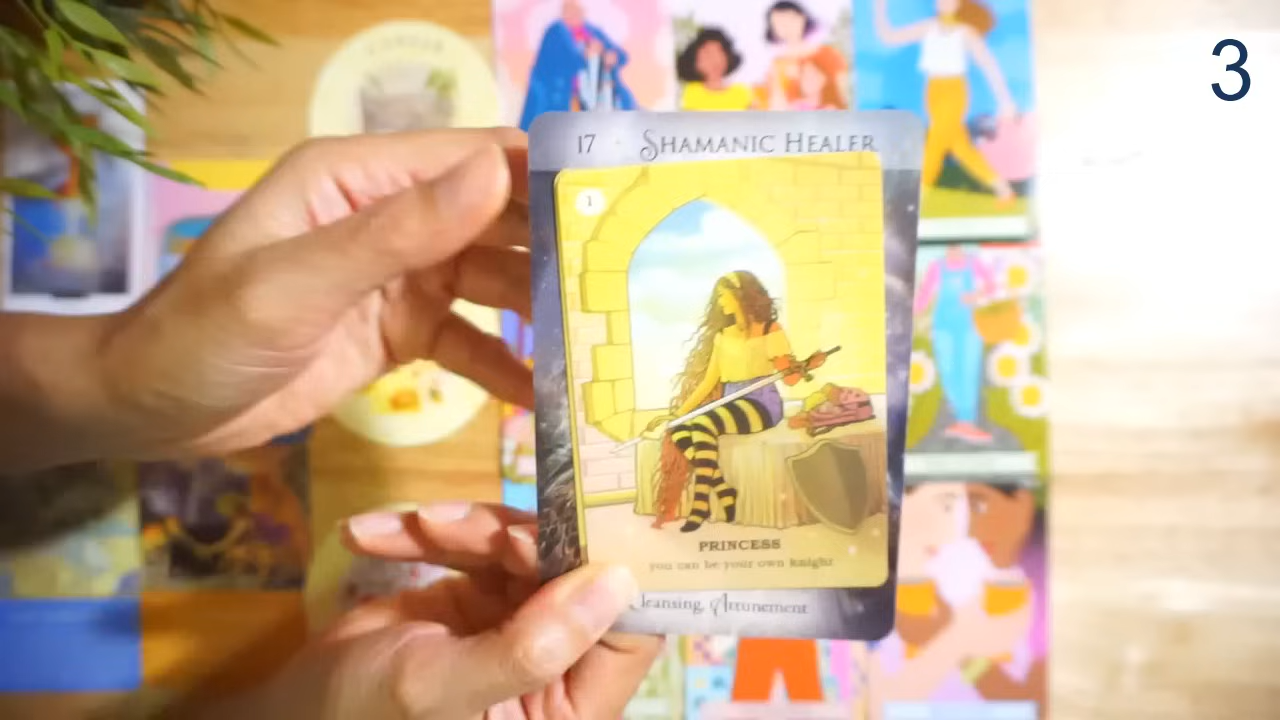 3
17 · SHAMANIC HEALER
1
PRINCESS
you can be your own knight
Cleansing, Attunement